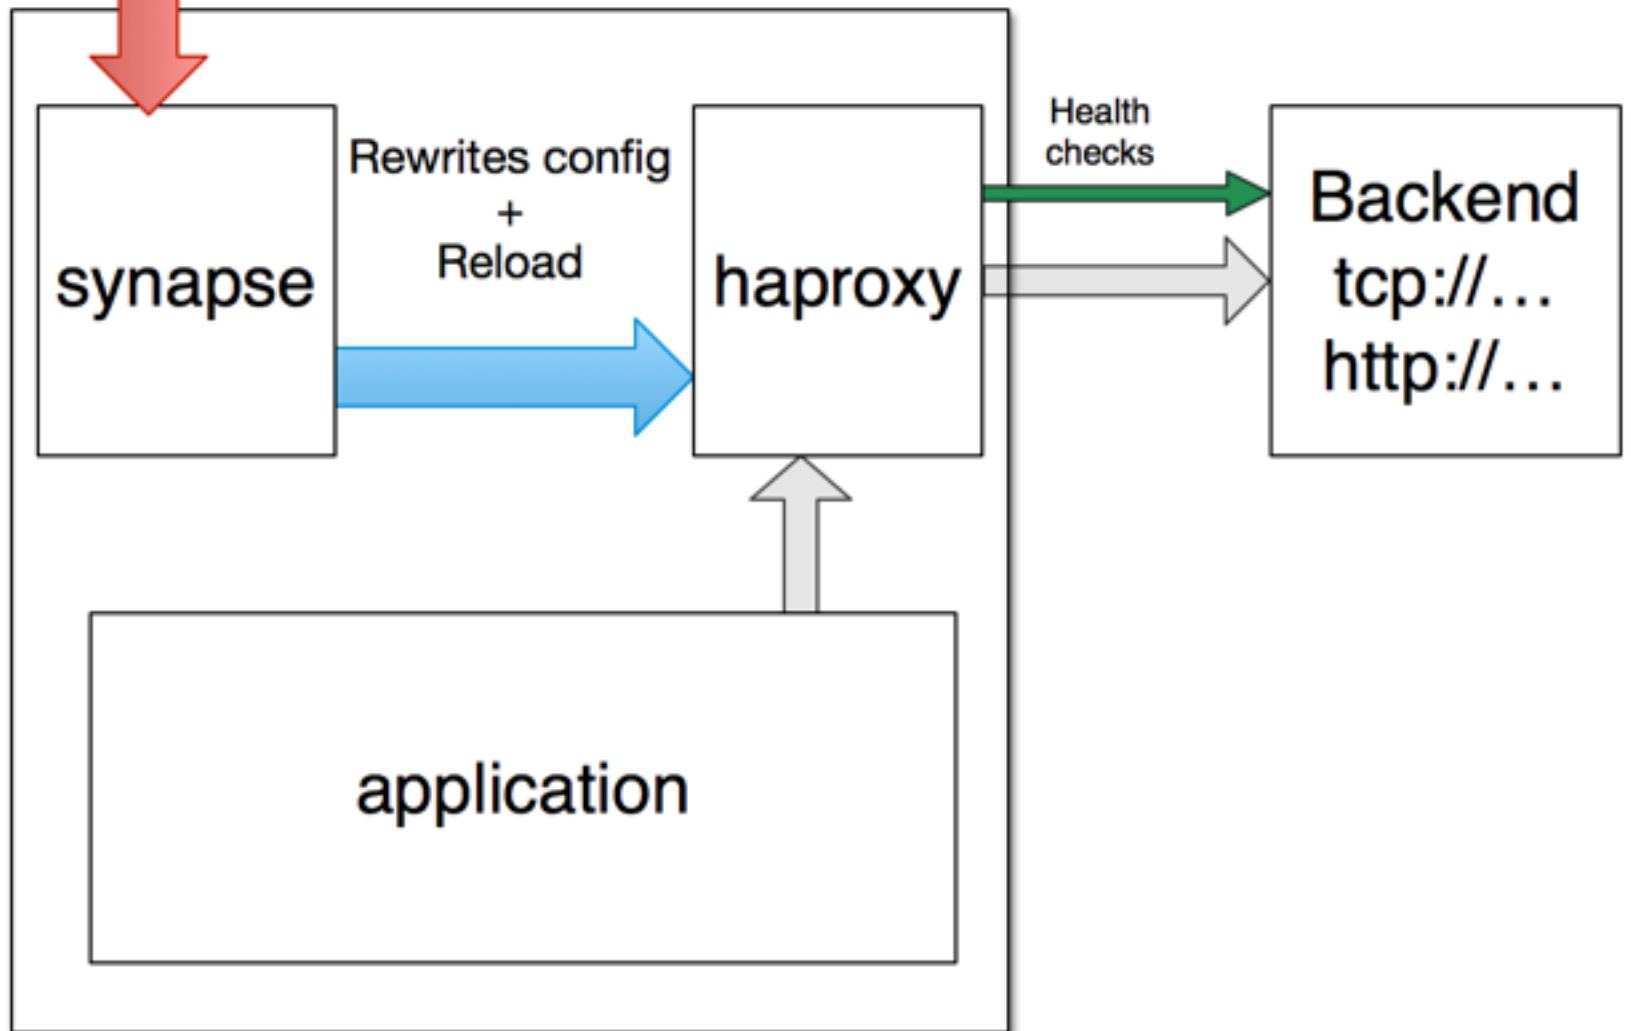 synapse
Rewrites config
+
Reload
haproxy
Health
checks
Backend
tcp://…
http://…
application